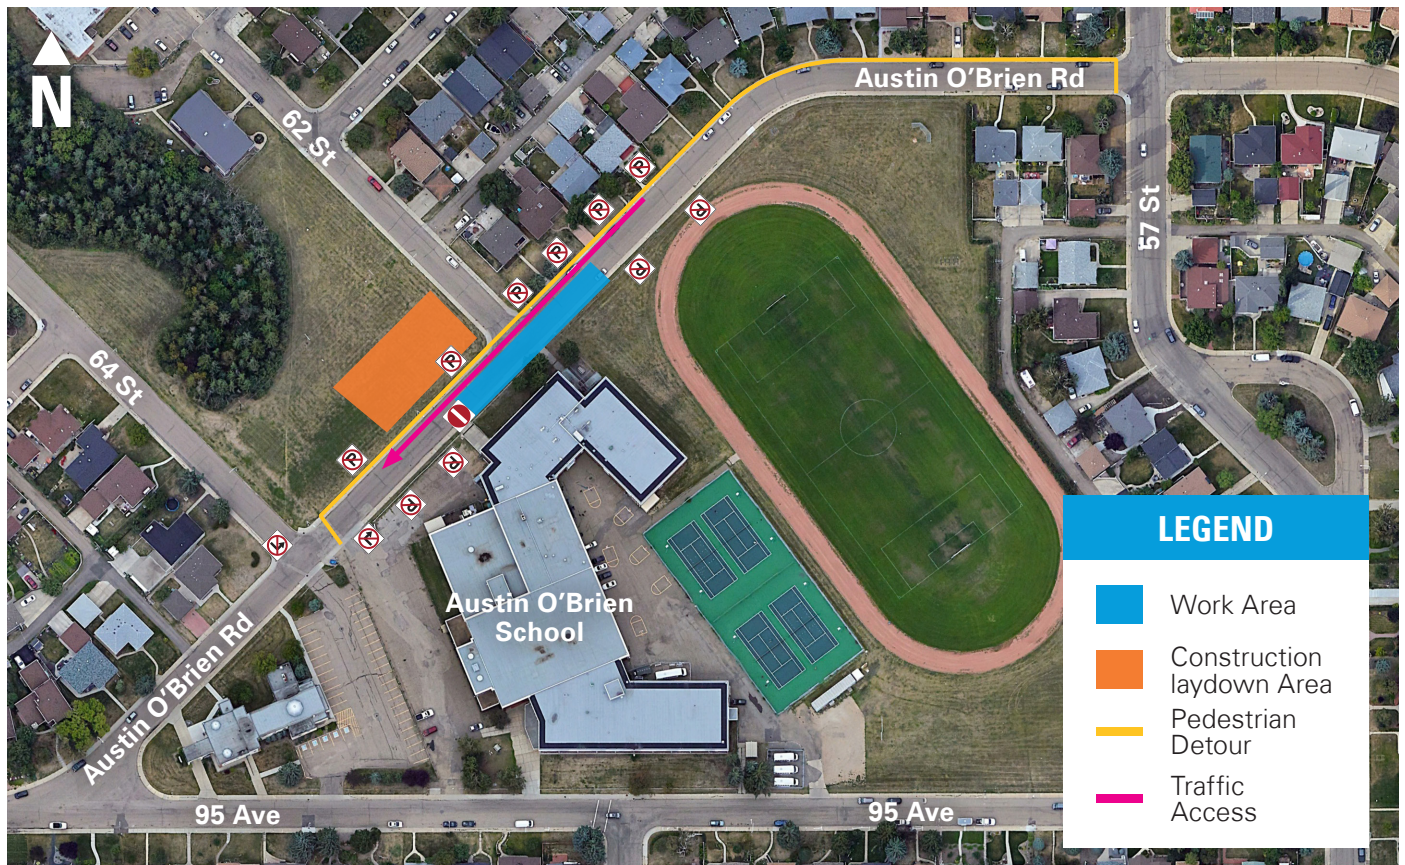 N
Austin O'Brien Rd
62 St
57 St
64 St
Austin O'Brien
School
Austin O'Brien Rd
95 Ave
95 Ave
LEGEND
Work Area
Construction
laydown Area
Pedestrian
Detour
Traffic
Access